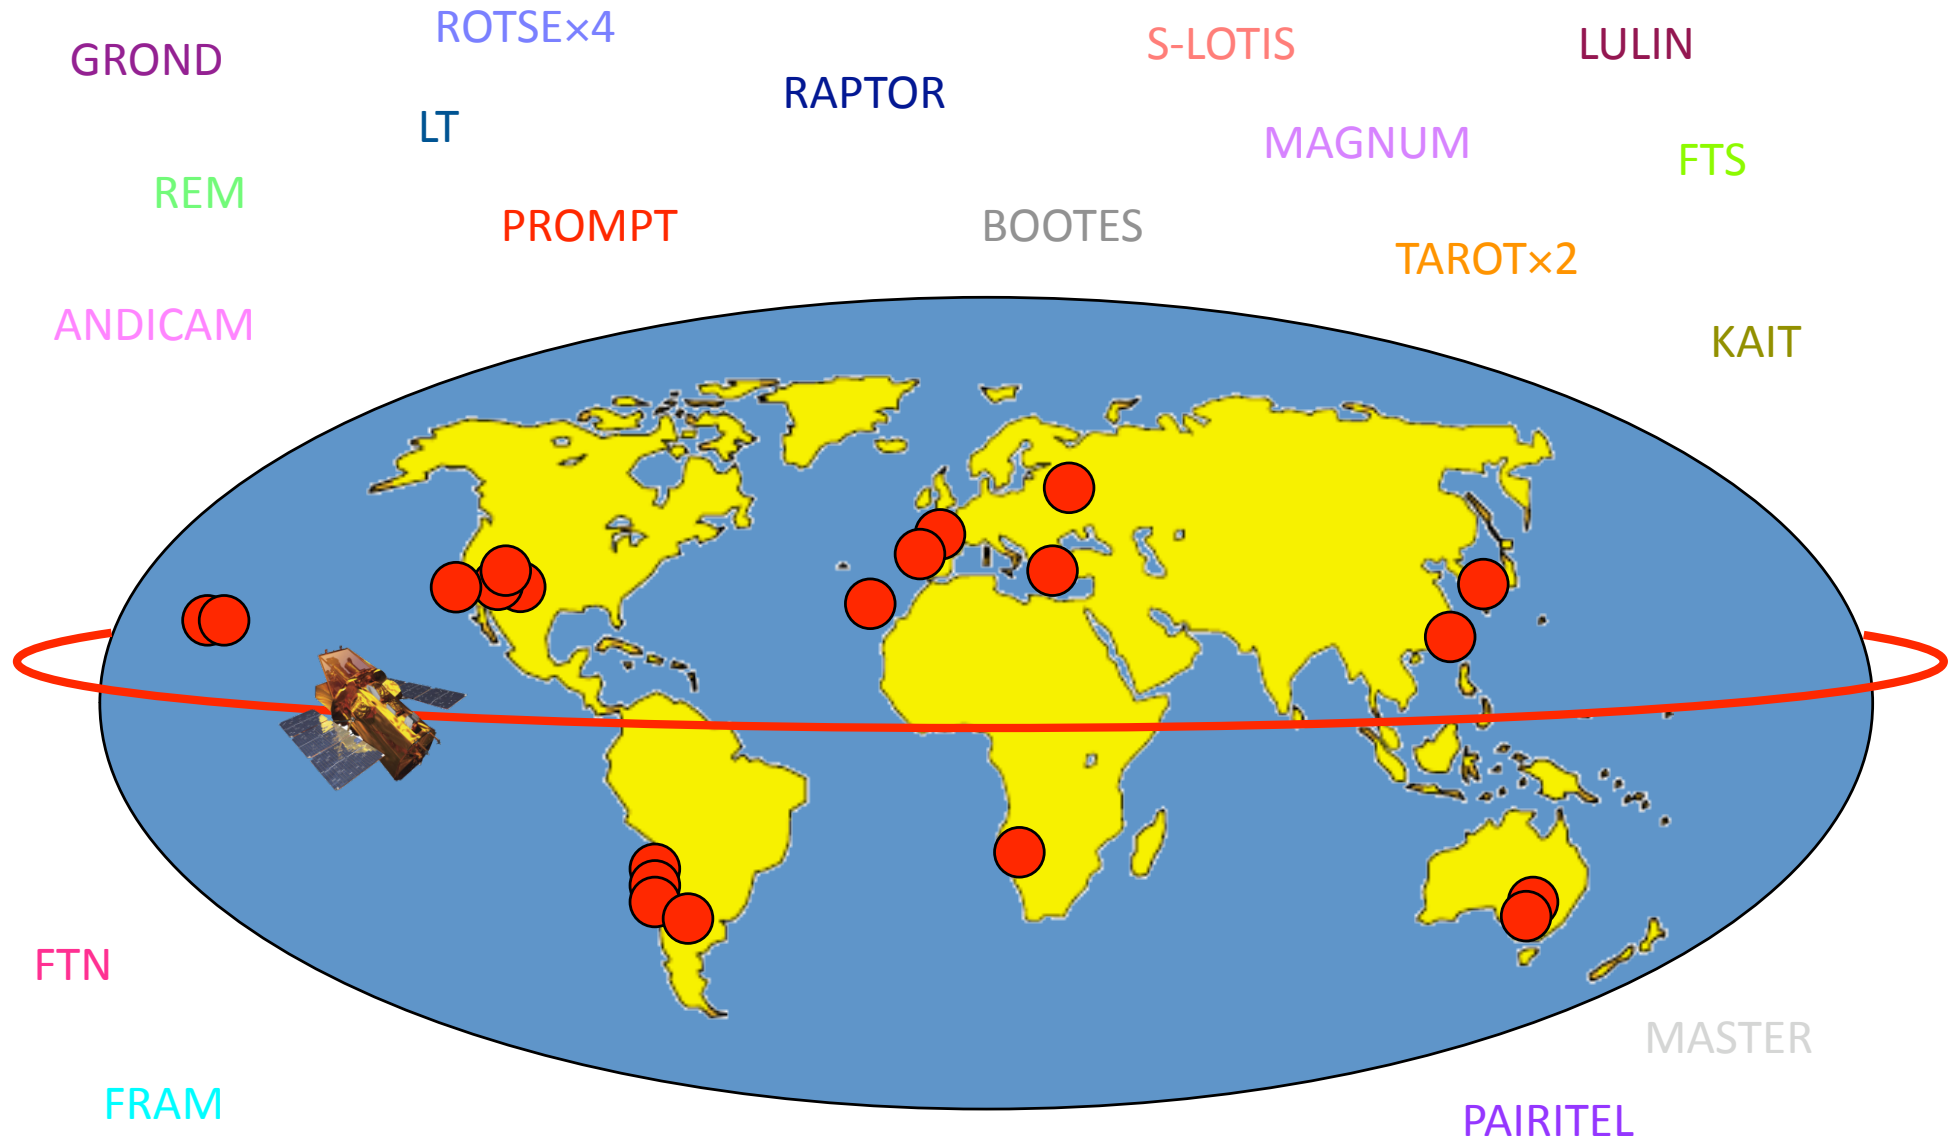 ROTSE×4
S-LOTIS
LULIN
GROND
RAPTOR
LT
MAGNUM
FTS
REM
PROMPT
BOOTES
TAROT×2
ANDICAM
KAIT
FTN
MASTER
FRAM
PAIRITEL